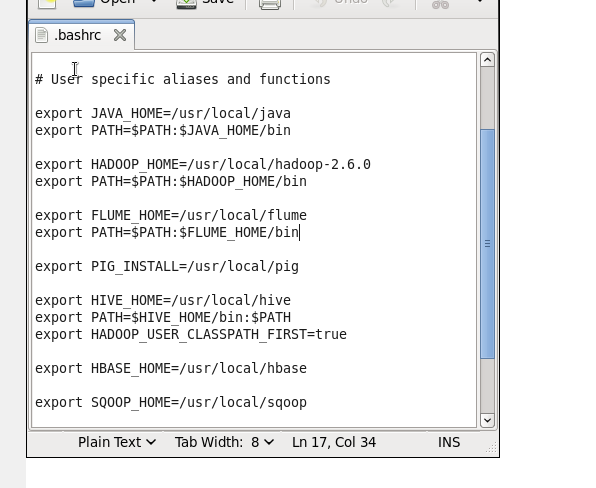 Open
Save
Undo
.bashrc
# User specific aliases and functions
export JAVA_HOME=/usr/local/java
export PATH=$PATH:$JAVA_HOME/bin
export HADOOP_HOME=/usr/local/hadoop-2.6.0
export PATH=$PATH:$HADOOP_HOME/bin
export FLUME_HOME=/usr/local/flume
export PATH=$PATH:$FLUME_HOME/bin
export PIG_INSTALL=/usr/local/pig
export HIVE_HOME=/usr/local/hive
export PATH=$HIVE_HOME/bin:$PATH
export HADOOP_USER_CLASSPATH_FIRST=true
export HBASE_HOME=/usr/local/hbase
export SQOOP_HOME=/usr/local/sqoop
Plain Text Tab Width: 8 Ln 17, Col 34 INS